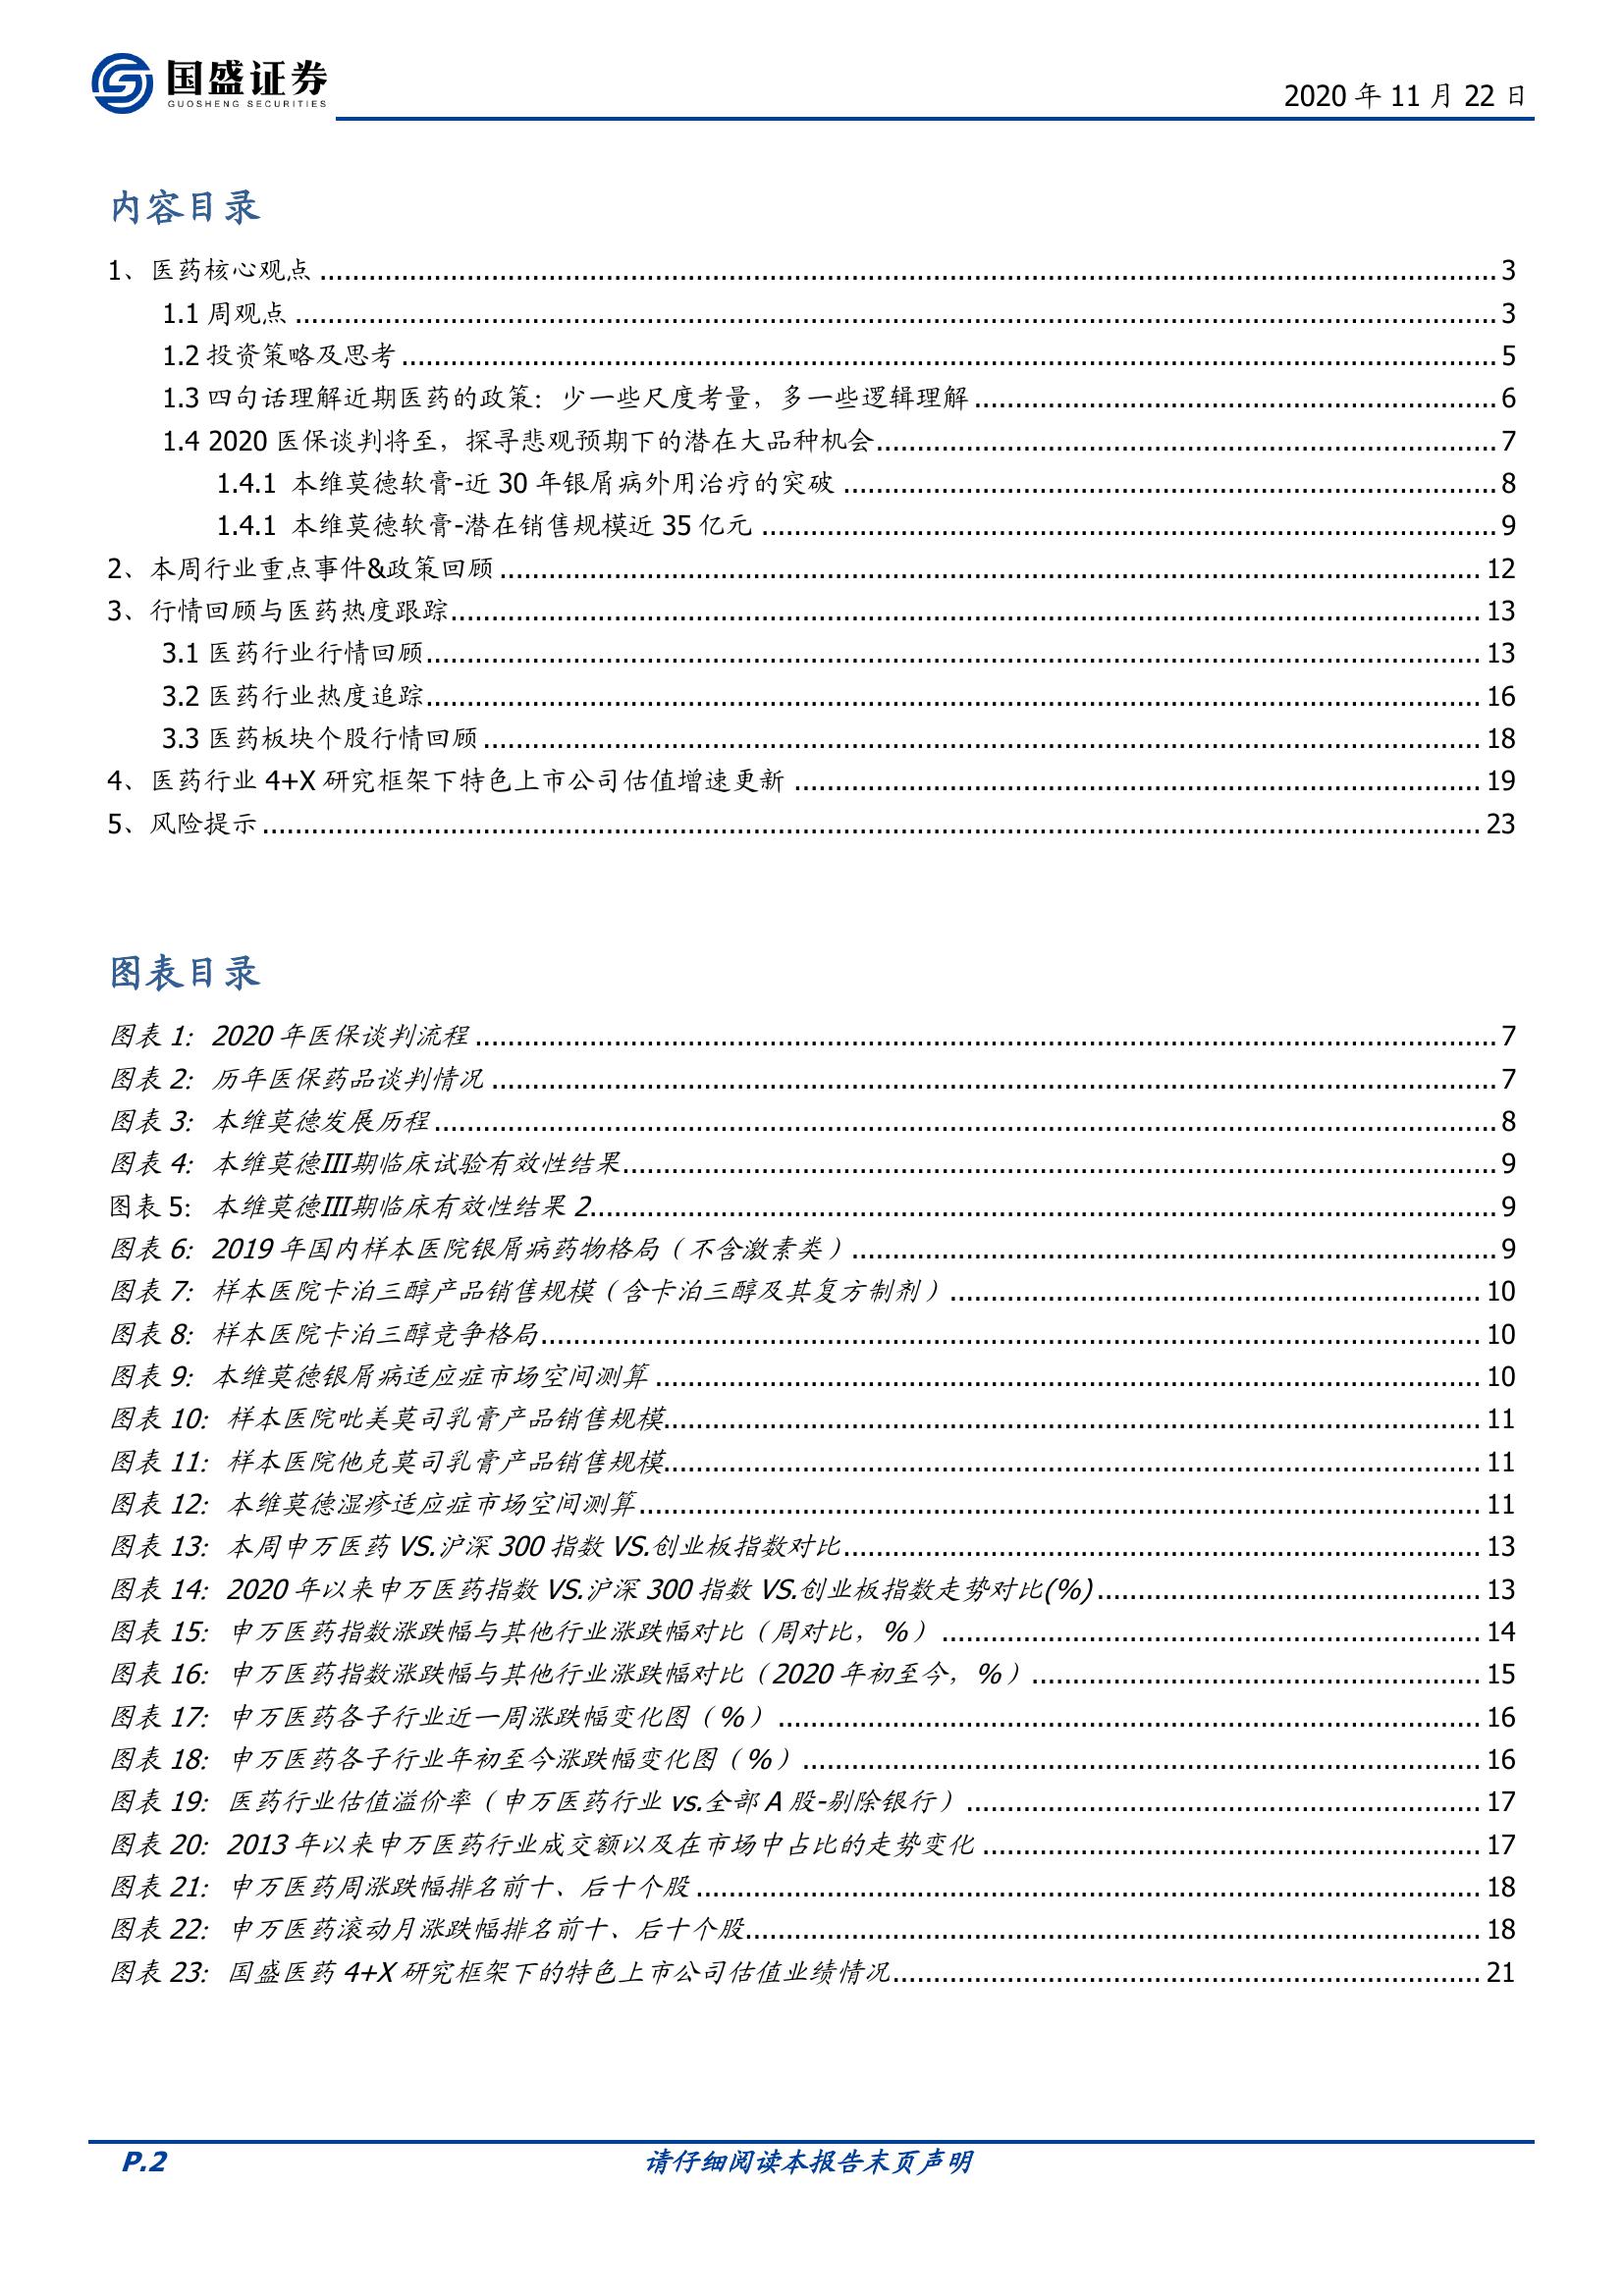 国盛证券
GUOSHENG SECURITIES
2020 年 11 月 22 日
内容目录
1、医药核心观点 3
1.1 周观点 3
1.2 投资策略及思考 5
1.3 四句话理解近期医药的政策：少一些尺度考量，多一些逻辑理解 6
1.4 2020 医保谈判将至，探寻悲观预期下的潜在大品种机会 7
1.4.1 本维莫德软膏-近 30 年银屑病外用治疗的突破 8
1.4.1 本维莫德软膏-潜在销售规模近 35 亿元 9
2、本周行业重点事件&政策回顾 12
3、行情回顾与医药热度跟踪 13
3.1 医药行业行情回顾 13
3.2 医药行业热度追踪 16
3.3 医药板块个股行情回顾 18
4、医药行业 4+X 研究框架下特色上市公司估值增速更新 19
5、风险提示 23
图表目录
图表 1：2020 年医保谈判流程 7
图表 2：历年医保药品谈判情况 7
图表 3：本维莫德发展历程 8
图表 4：本维莫德III期临床试验有效性结果 9
图表 5：本维莫德III期临床有效性结果 2 9
图表 6：2019 年国内样本医院银屑病药物格局（不含激素类） 9
图表 7：样本医院卡泊三醇产品销售规模（含卡泊三醇及其复方制剂） 10
图表 8：样本医院卡泊三醇竞争格局 10
图表 9：本维莫德银屑病适应症市场空间测算 10
图表 10：样本医院吡美莫司乳膏产品销售规模 11
图表 11：样本医院他克莫司乳膏产品销售规模 11
图表 12：本维莫德湿疹适应症市场空间测算 11
图表 13：本周申万医药 VS.沪深 300 指数 VS.创业板指数对比 13
图表 14：2020 年以来申万医药指数 VS.沪深 300 指数 VS.创业板指数走势对比(%) 13
图表 15：申万医药指数涨跌幅与其他行业涨跌幅对比（周对比，%） 14
图表 16：申万医药指数涨跌幅与其他行业涨跌幅对比（2020 年初至今，%） 15
图表 17：申万医药各子行业近一周涨跌幅变化图（%） 16
图表 18：申万医药各子行业年初至今涨跌幅变化图（%） 16
图表 19：医药行业估值溢价率（申万医药行业 vs.全部 A 股-剔除银行） 17
图表 20：2013 年以来申万医药行业成交额以及在市场中占比的走势变化 17
图表 21：申万医药周涨跌幅排名前十、后十个股 18
图表 22：申万医药滚动月涨跌幅排名前十、后十个股 18
图表 23：国盛医药 4+X 研究框架下的特色上市公司估值业绩情况 21
P.2 请仔细阅读本报告末页声明